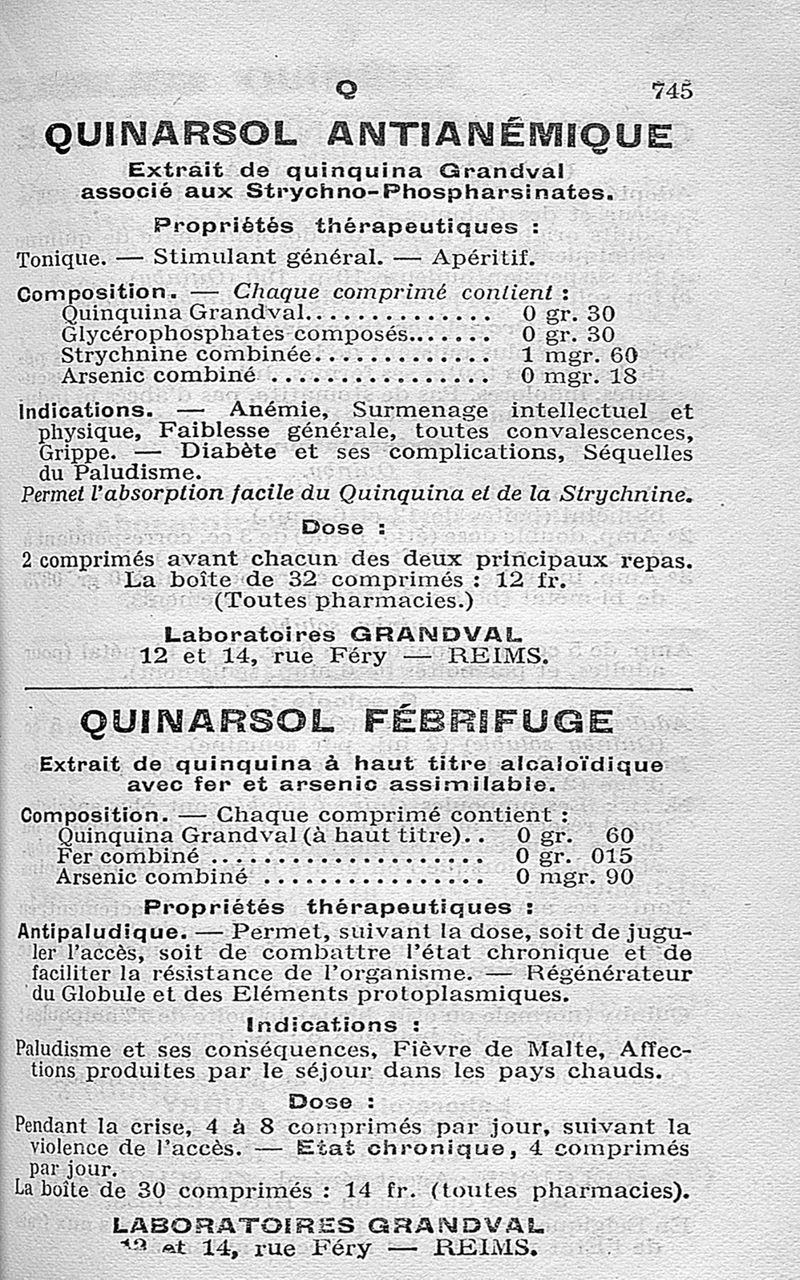 Q 745
QUINARSOL ANTIANÉMIQUE
Extrait de quinquina Grandval
associé aux Strychno-Phospharsinates.
Propriétés thérapeutiques :
Tonique. — Stimulant général. — Apéritif.
Composition. — Chaque comprimé contient :
Quinquina Grandval............... 0 gr. 30
Glycérophosphates composés....... 0 gr. 30
Strychnine combinée.............. 1 mgr. 60
Arsenic combiné ................. 0 mgr. 18
Indications. — Anémie, Surmenage intellectuel et
physique, Faiblesse générale, toutes convalescences,
Grippe. — Diabète et ses complications, Séquelles
du Paludisme.
Permet l'absorption facile du Quinquina et de la Strychnine.
Dose :
2 comprimés avant chacun des deux principaux repas.
La boîte de 32 comprimés : 12 fr.
(Toutes pharmacies.)
Laboratoires GRANDVAL
12 et 14, rue Féry — REIMS.
QUINARSOL FÉBRIFUGE
Extrait de quinquina à haut titre alcaloïdique
avec fer et arsenic assimilable.
Composition. — Chaque comprimé contient :
Quinquina Grandval (à haut titre).. 0 gr. 60
Fer combiné ..................... 0 gr. 015
Arsenic combiné ................. 0 mgr. 90
Propriétés thérapeutiques :
Antipaludique. — Permet, suivant la dose, soit de jugu-
ler l'accès, soit de combattre l'état chronique et de
faciliter la résistance de l'organisme. — Régénérateur
du Globule et des Eléments protoplasmiques.
Indications :
Paludisme et ses conséquences, Fièvre de Malte, Affec-
tions produites par le séjour dans les pays chauds.
Dose :
Pendant la crise, 4 à 8 comprimés par jour, suivant la
violence de l'accès. — Etat chronique, 4 comprimés
par jour.
La boîte de 30 comprimés : 14 fr. (toutes pharmacies).
LABORATOIRES GRANDVAL
12 et 14, rue Féry — REIMS.